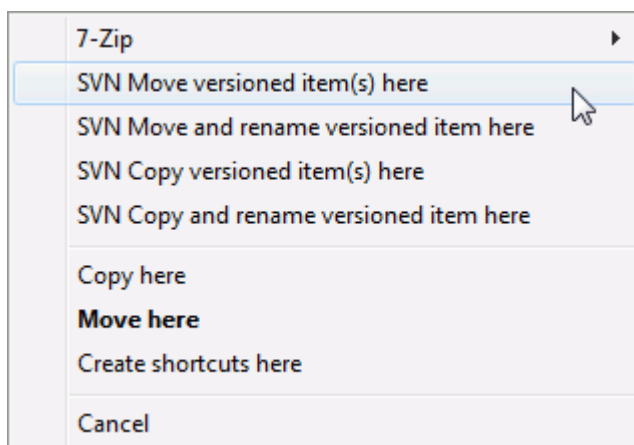 7-Zip
SVN Move versioned item(s) here
SVN Move and rename versioned item here
SVN Copy versioned item(s) here
SVN Copy and rename versioned item here
Copy here
Move here
Create shortcuts here
Cancel